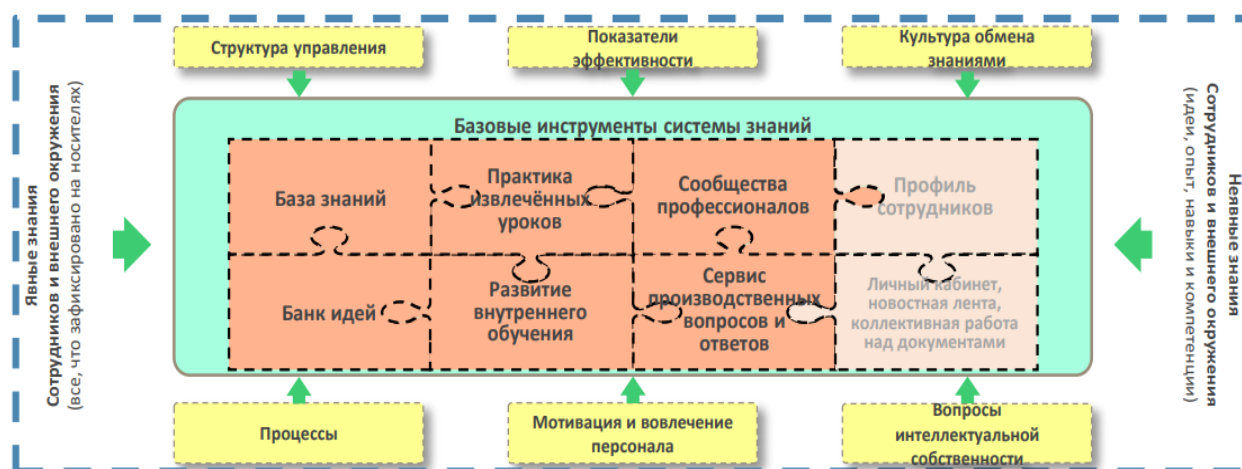 Структура управления
Показатели
эффективности
Культура обмена
знаниями
Явные знания
Сотрудников и внешнего окружения
(все, что зафиксировано на носителях)
Базовые инструменты системы знаний
База знаний
Практика
извлечённых
уроков
Сообщества
профессионалов
Профиль
сотрудников
Банк идей
Развитие
внутреннего
обучения
Сервис
производственных
вопросов и
ответов
Личный кабинет,
новостная лента,
коллективная работа
над документами
Неявные знания
Сотрудников и внешнего окружения
(идеи, опыт, навыки и компетенции)
Процессы
Мотивация и вовлечение
персонала
Вопросы
интеллектуальной
собственности